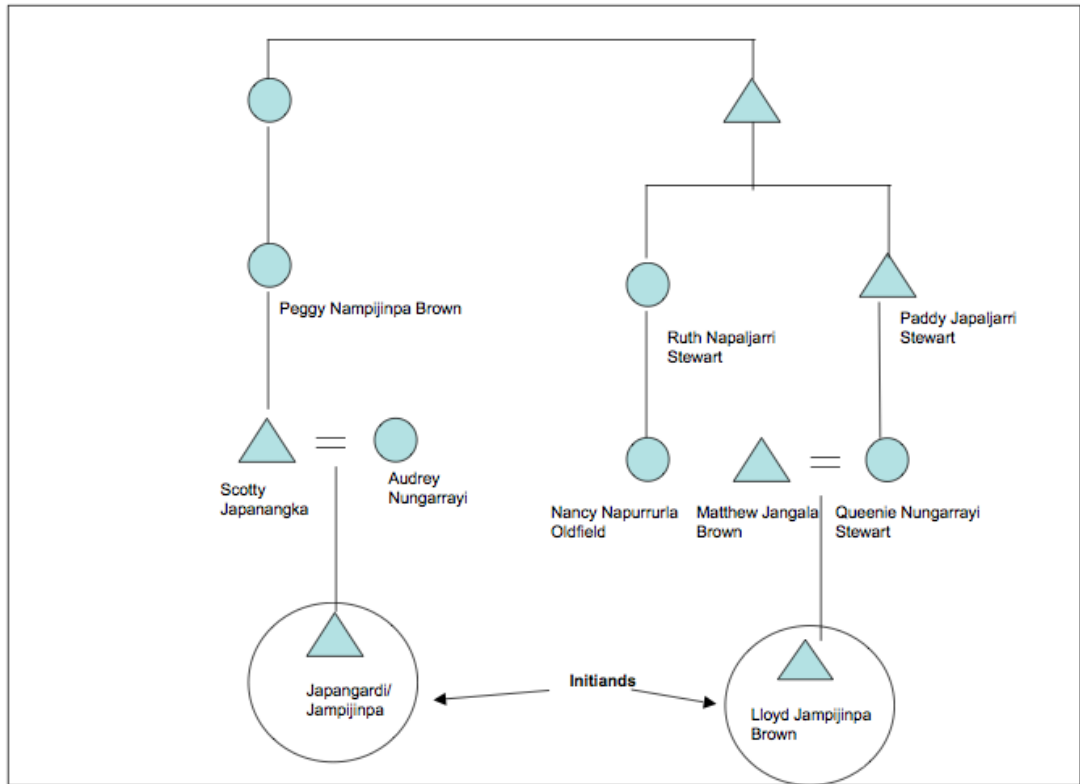 Peggy Nampijinpa Brown
Ruth Napaljarri
Stewart
Paddy Japaljarri
Stewart
Scotty
Japanangka
Audrey
Nungarrayi
Nancy Napurrurla
Oldfield
Matthew Jangala
Brown
Queenie Nungarrayi
Stewart
Japangardi/
Jampijinpa
Initiands
Lloyd Jampijinpa
Brown